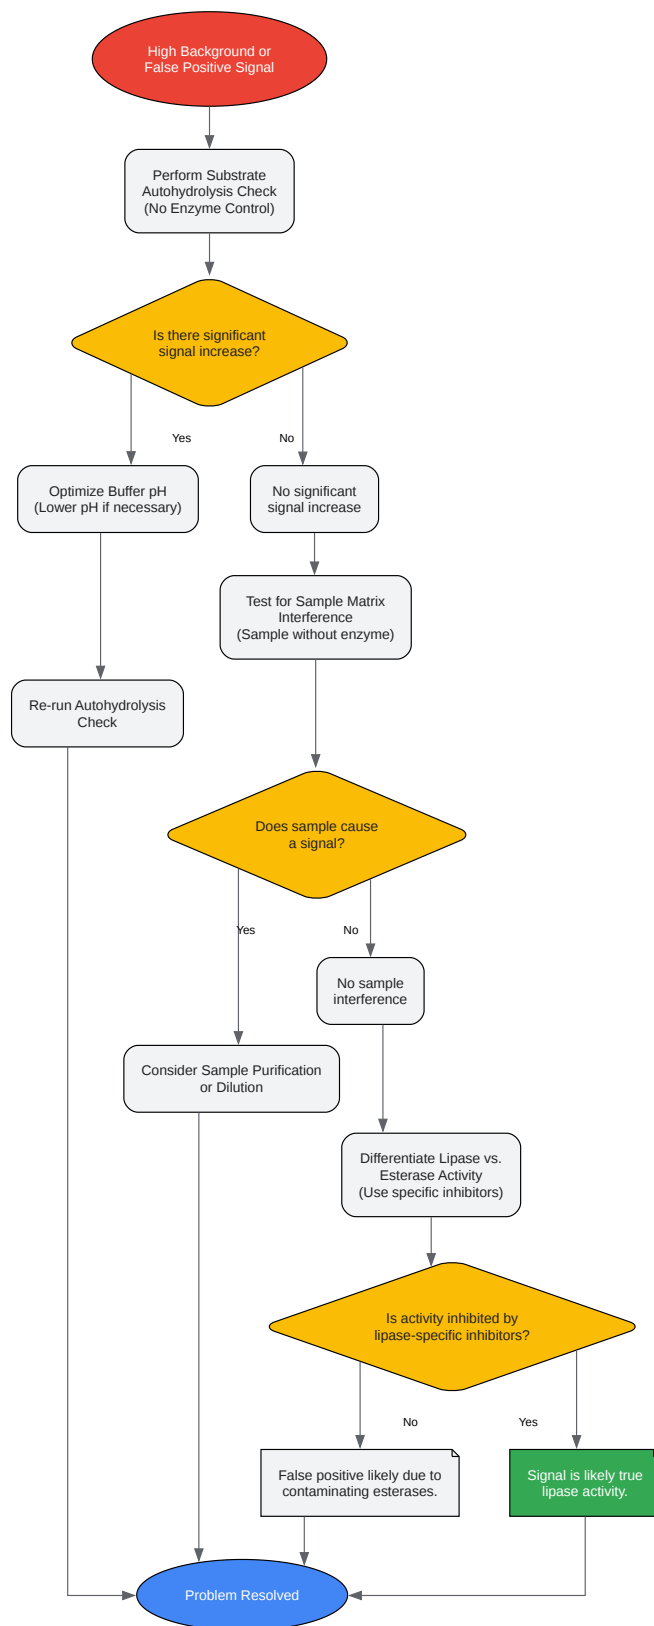 High Background or
False Positive Signal
Perform Substrate
Autohydrolysis Check
(No Enzyme Control)
Is there significant
signal increase?
Yes
No
Optimize Buffer pH
(Lower pH if necessary)
No significant
signal increase
Test for Sample Matrix
Interference
(Sample without enzyme)
Re-run Autohydrolysis
Check
Does sample cause
a signal?
Yes
No
No sample
interference
Consider Sample Purification
or Dilution
Differentiate Lipase vs.
Esterase Activity
(Use specific inhibitors)
Is activity inhibited by
lipase-specific inhibitors?
No
Yes
False positive likely due to
contaminating esterases.
Signal is likely true
lipase activity.
Problem Resolved